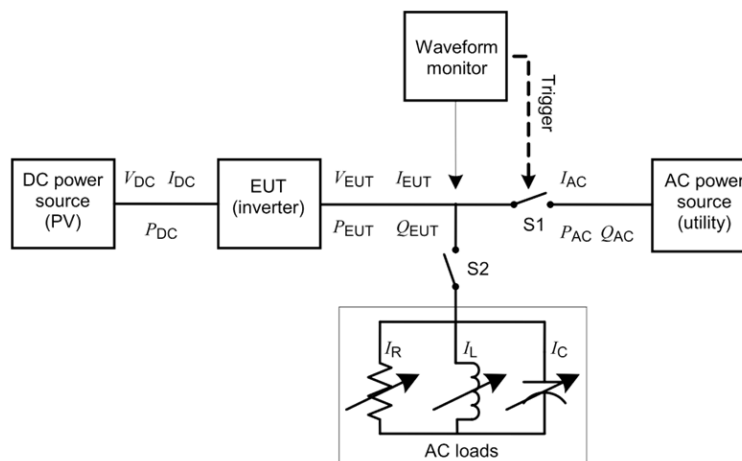 Waveform
monitor
Trigger
DC power
source
(PV)
V_DC I_DC
P_DC
EUT
(inverter)
V_EUT I_EUT
P_EUT Q_EUT
I_AC
S1
P_AC Q_AC
AC power
source
(utility)
S2
I_R I_L I_C
AC loads